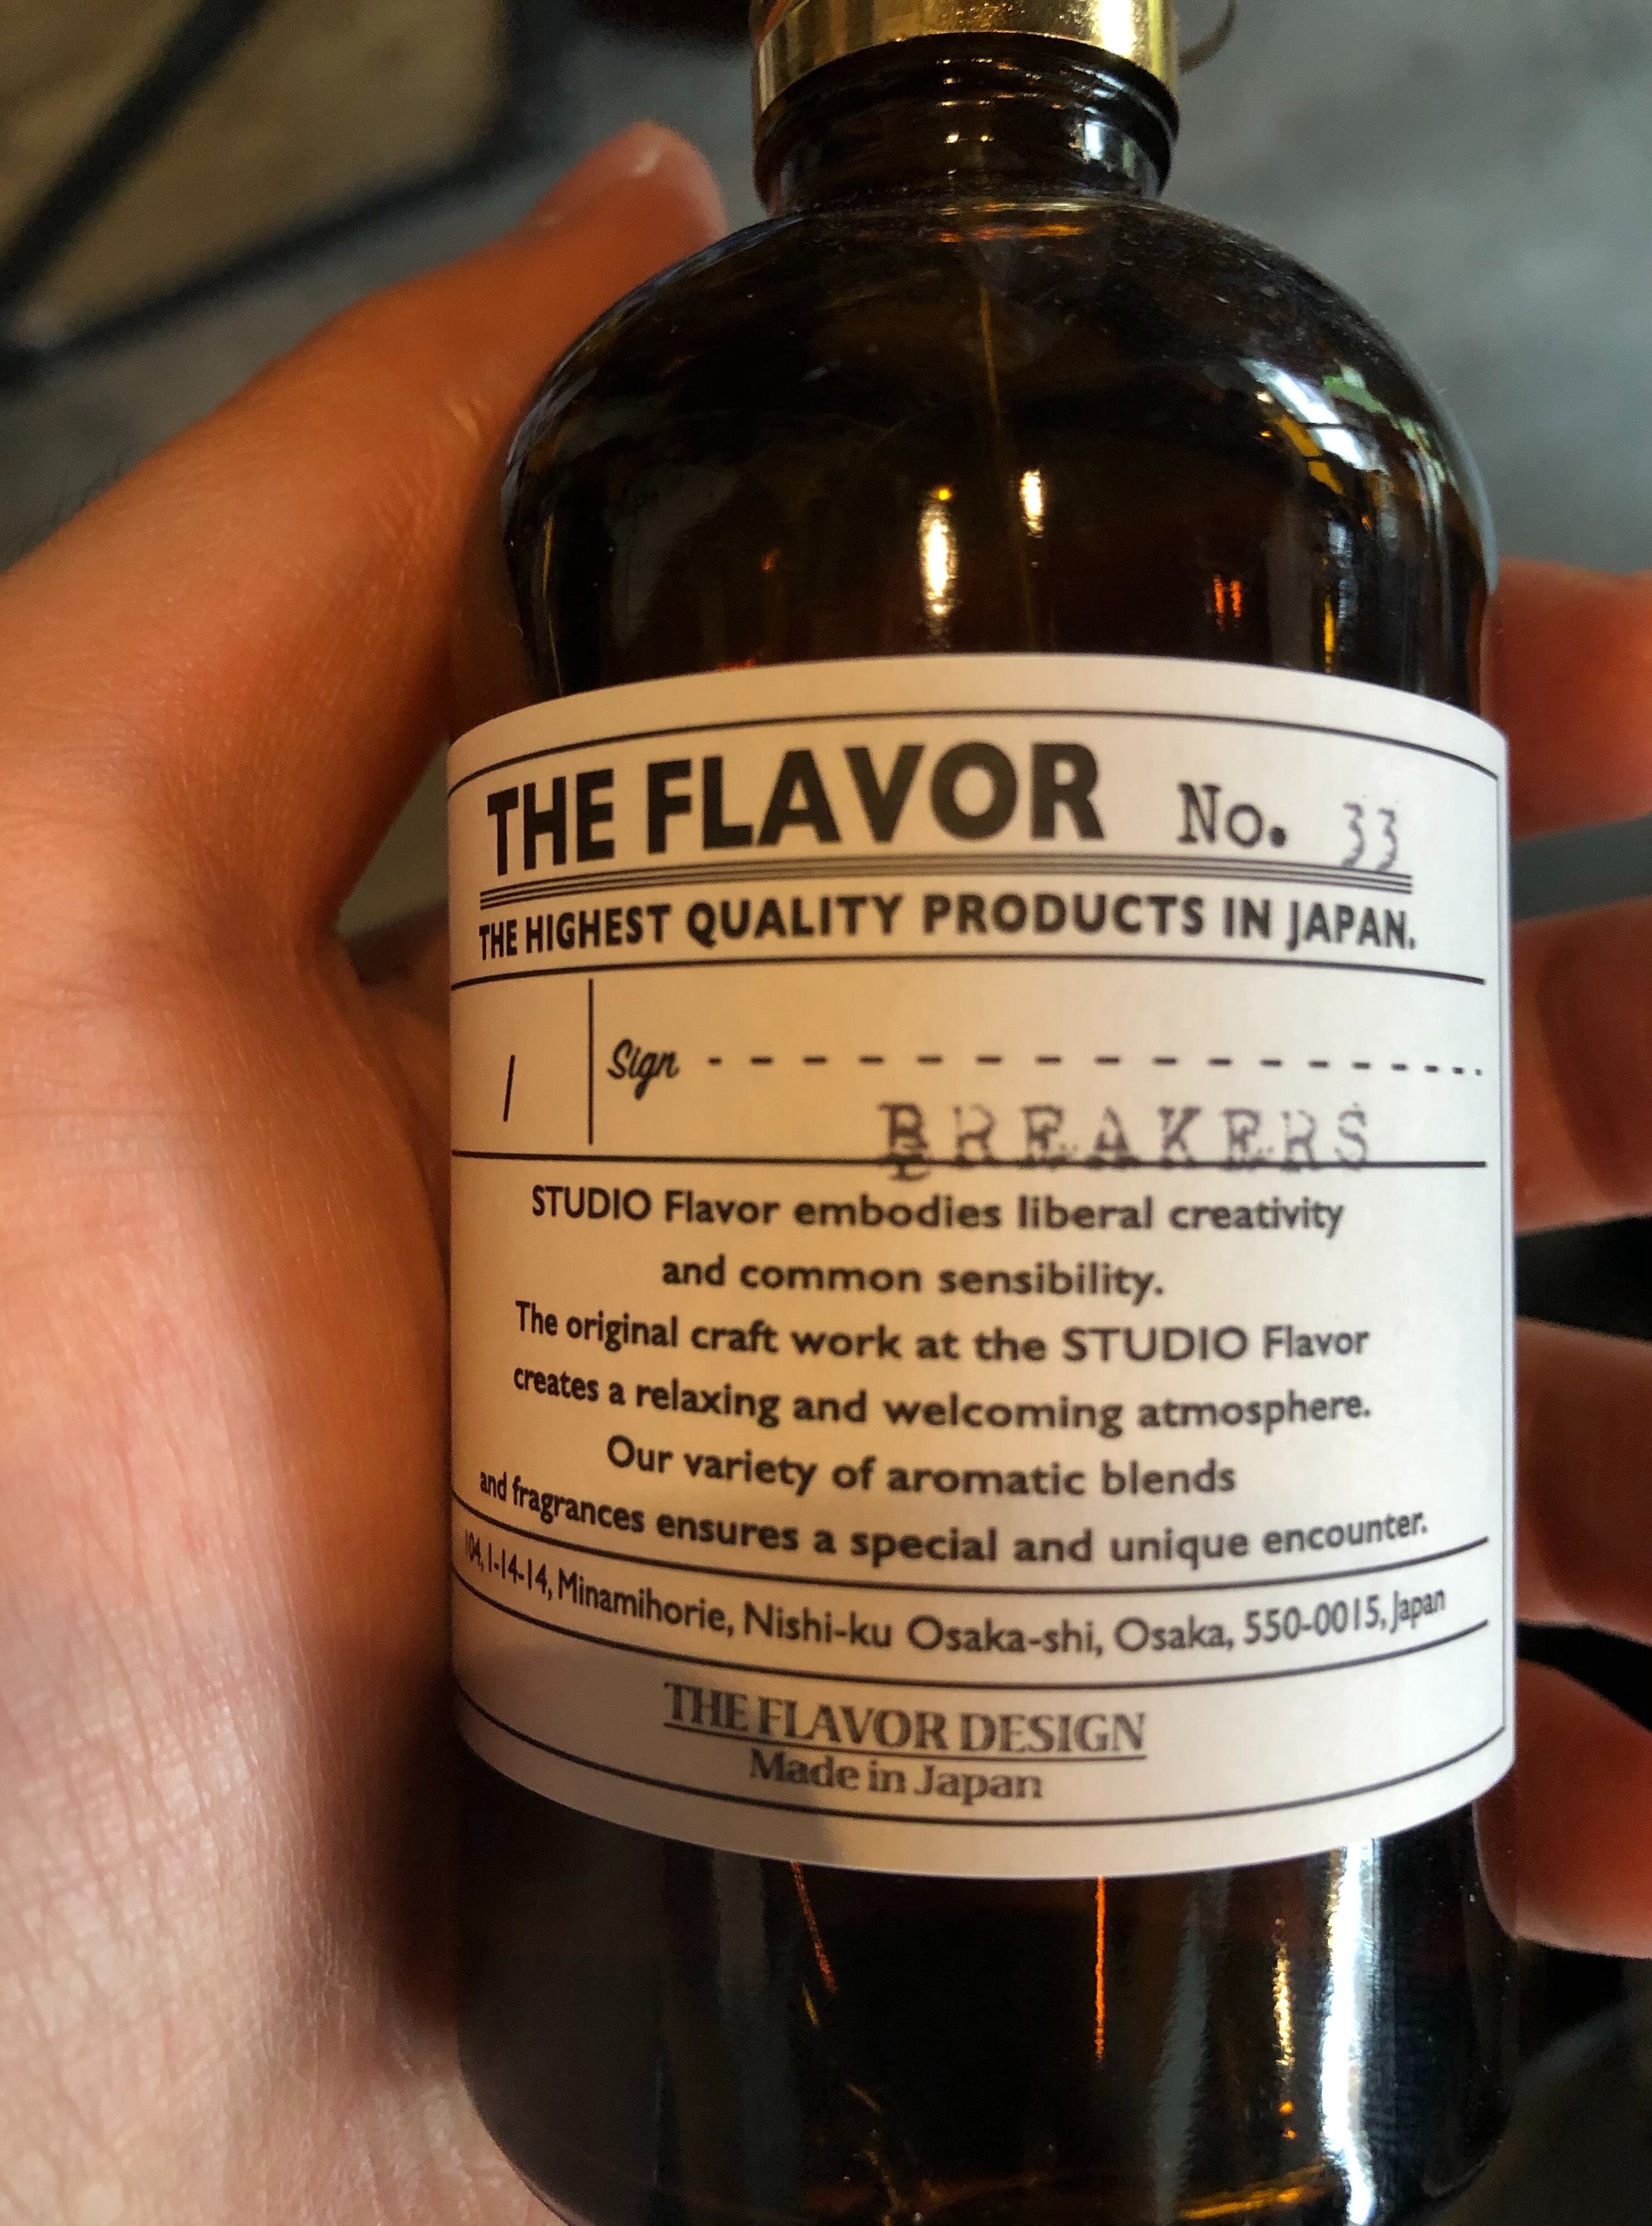 THE FLAVOR No. 33
THE HIGHEST QUALITY PRODUCTS IN JAPAN.
/ Sign
BREAKERS
STUDIO Flavor embodies liberal creativity
and common sensibility.
The original craft work at the STUDIO Flavor
creates a relaxing and welcoming atmosphere.
Our variety of aromatic blends
and fragrances ensures a special and unique encounter.
104, 1-14-14, Minamihorie, Nishi-ku Osaka-shi, Osaka, 550-0015, Japan
THE FLAVOR DESIGN
Made in Japan